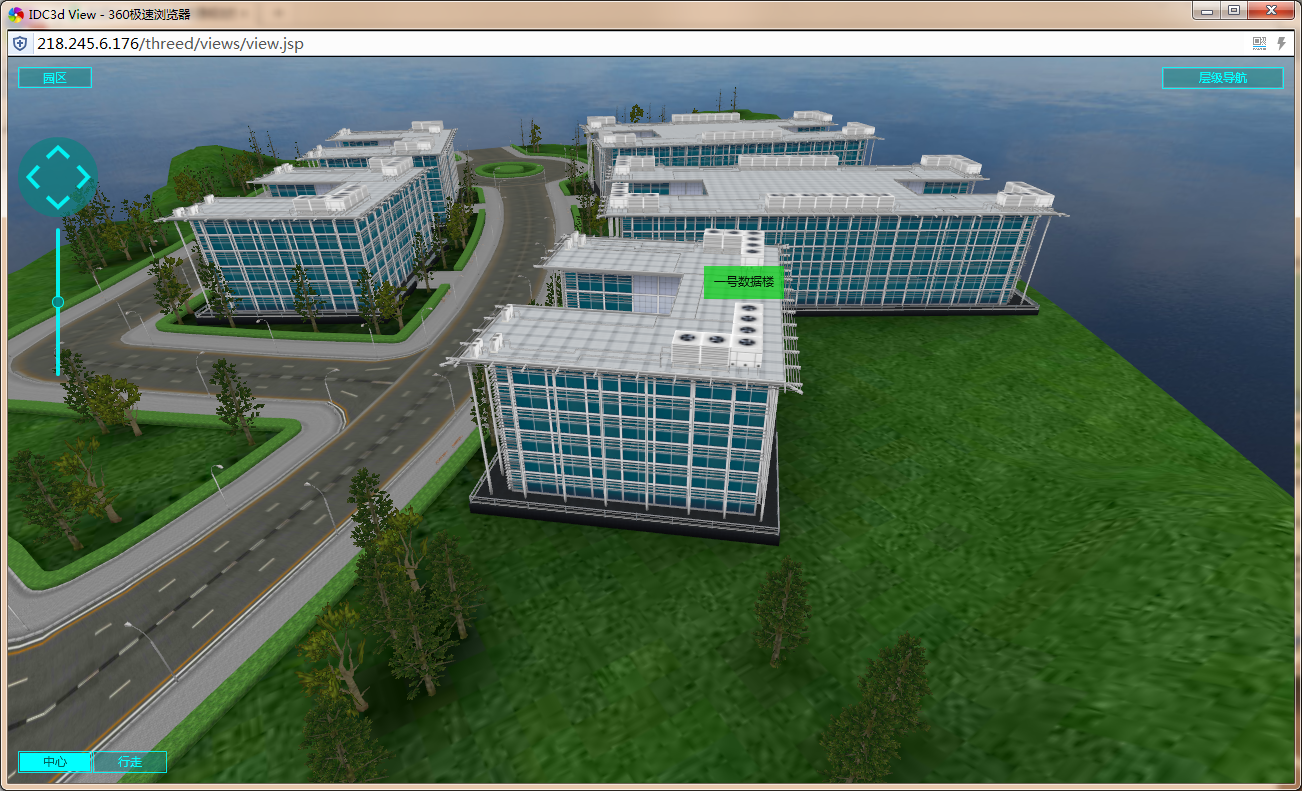 IDC3d View - 360极速浏览器
218.245.6.176/threed/views/view.jsp
园区
层级导航
一号数据楼
中心
行走